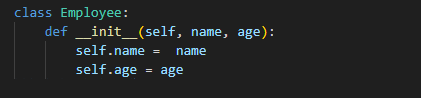 class Employee:
    def __init__(self, name, age):
        self.name =  name
        self.age = age